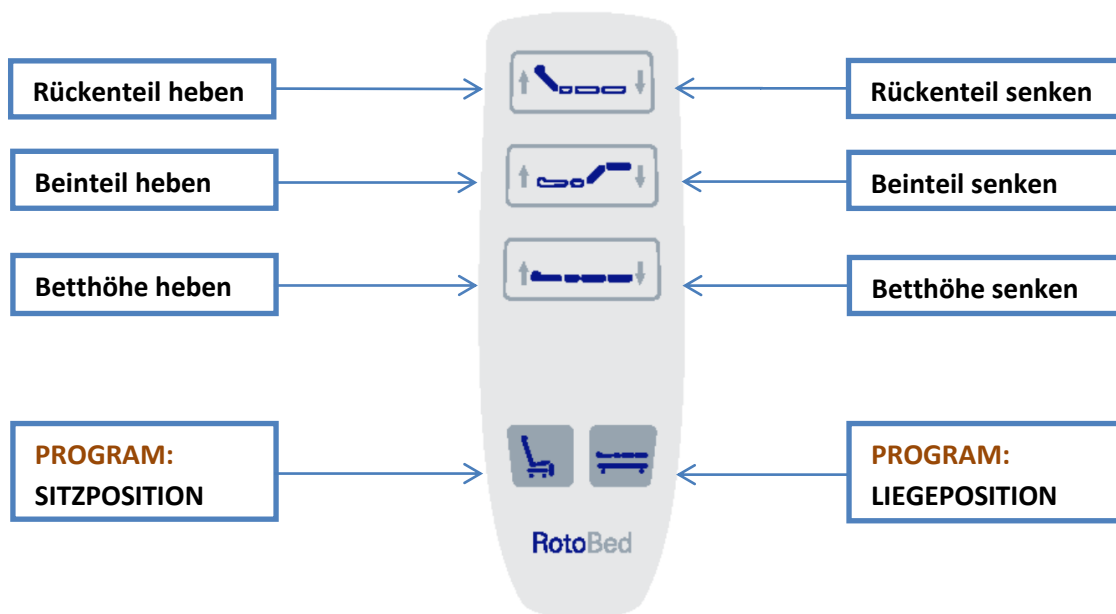 Rückenteil heben
Rückenteil senken
Beinteil heben
Beinteil senken
Betthöhe heben
Betthöhe senken
PROGRAM:
SITZPOSITION
PROGRAM:
LIEGEPOSITION
RotoBed